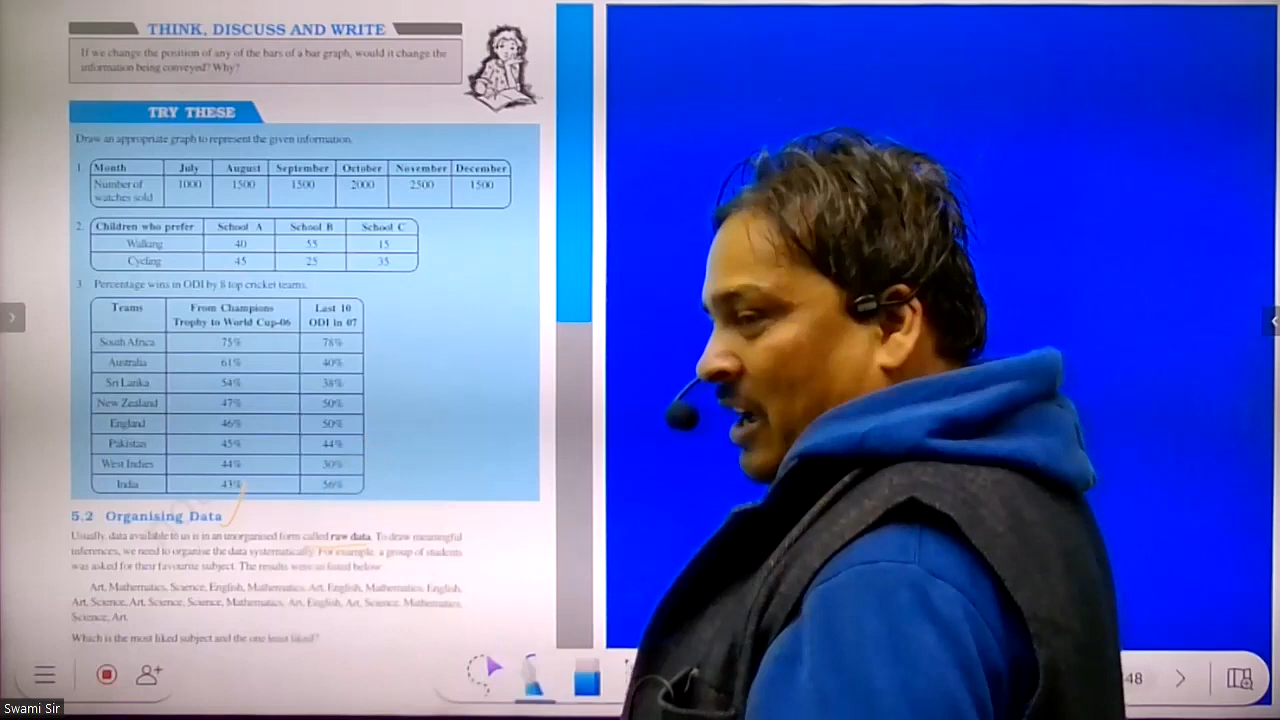 THINK, DISCUSS AND WRITE
If we change the position of any of the bars of a bar graph, would it change the
information being conveyed? Why?
TRY THESE
Draw an appropriate graph to represent the given information.
1. Month July August September October November December
Number of watches sold 1000 1500 1500 2000 2500 1500
2. Children who prefer School A School B School C
Walking 40 55 15
Cycling 45 25 35
3. Percentage wins in ODI by 8 top cricket teams.
Teams From Champions Trophy to World Cup-06 Last 10 ODI in 07
South Africa 75% 78%
Australia 61% 40%
Sri Lanka 54% 38%
New Zealand 47% 50%
England 46% 50%
Pakistan 45% 44%
West Indies 44% 30%
India 43% 56%
5.2 Organising Data
Usually, data available to us is in an unorganised form called raw data. To draw meaningful
inferences, we need to organise the data systematically. For example, a group of students
was asked for their favourite subject. The results were as listed below:
Art, Mathematics, Science, English, Mathematics, Art, English, Mathematics, English,
Art, Science, Art, Science, Science, Mathematics, Art, English, Art, Science, Mathematics,
Science, Art.
Which is the most liked subject and the one least liked?
48
Swami Sir